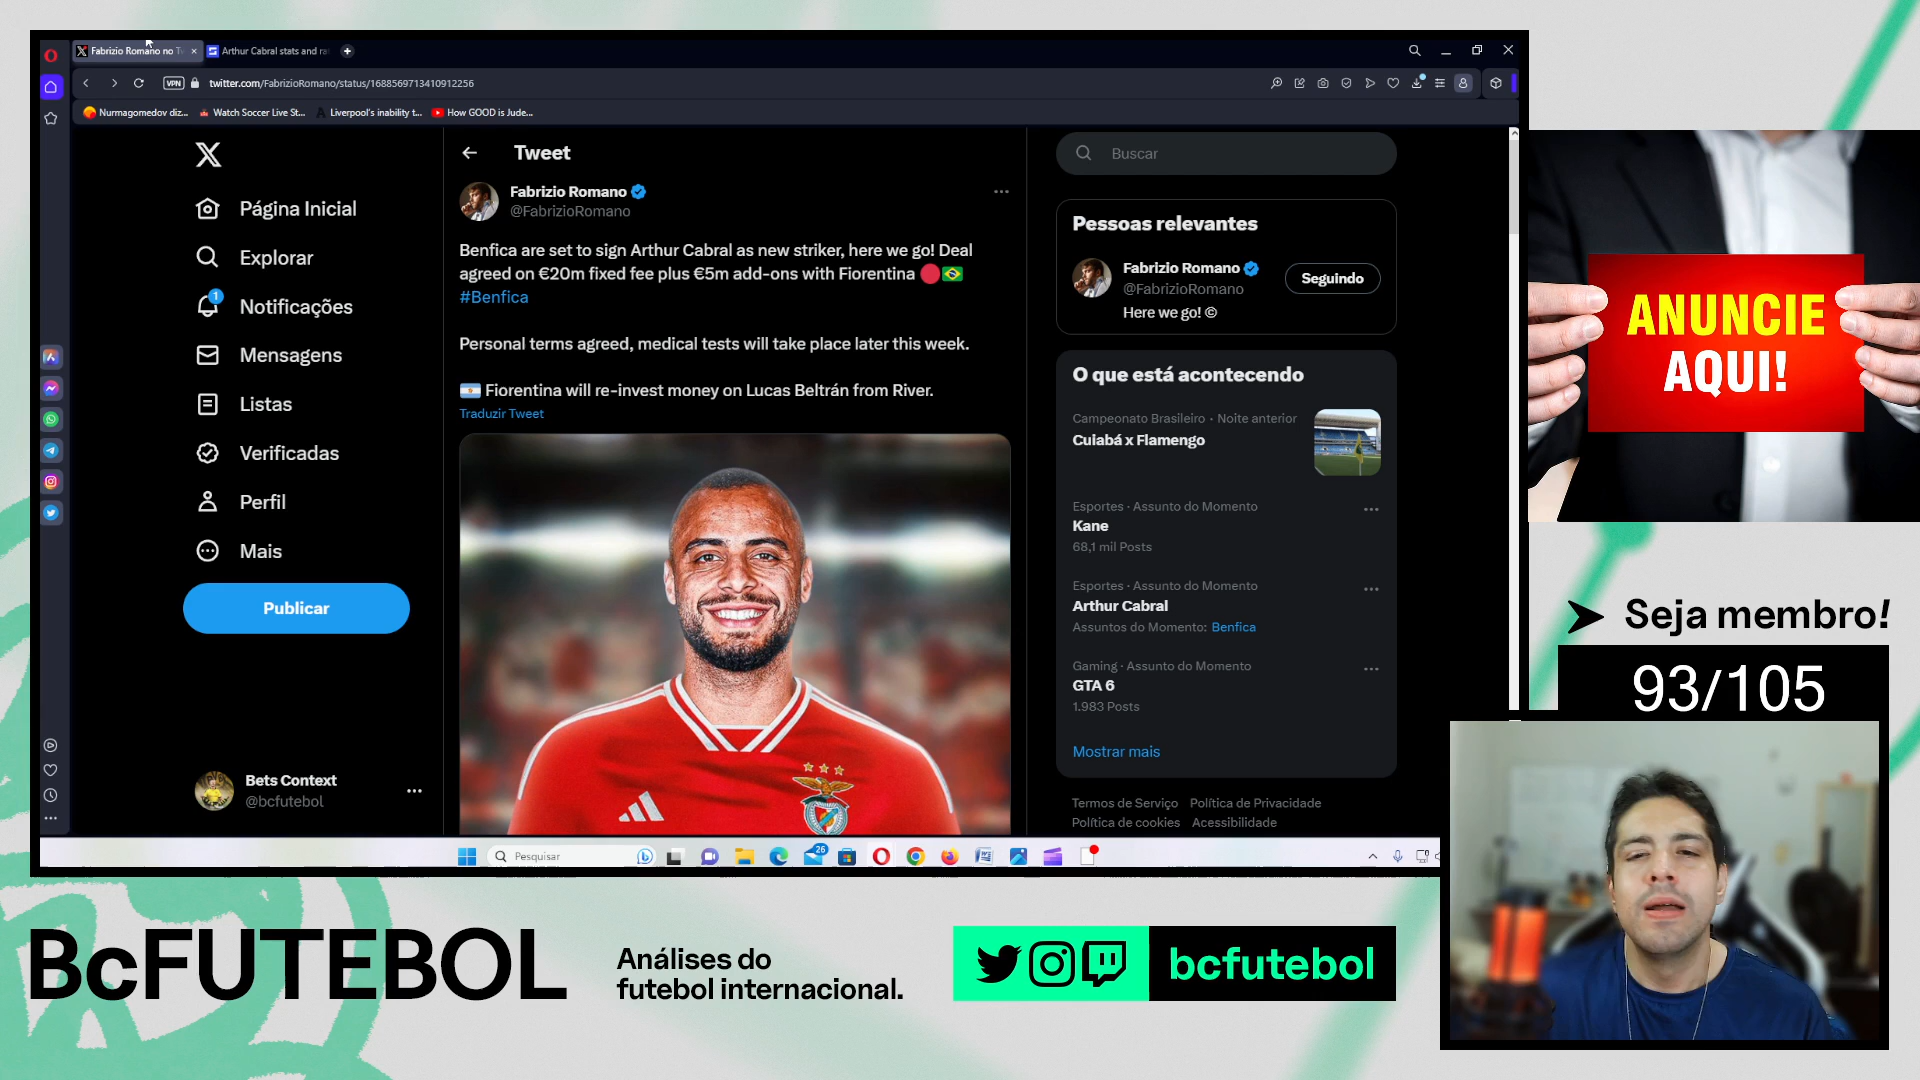 Fabrizio Romano no T
Arthur Cabral stats and ra
VPN
twitter.com/FabrizioRomano/status/1688569713410912256
Nurmagomedov diz...
Watch Soccer Live St...
Liverpool's inability t...
How GOOD is Jude...
X
Página Inicial
Explorar
1
Notificações
Mensagens
Listas
Verificadas
Perfil
Mais
Publicar
Bets Context
@bcfutebol
Tweet
Fabrizio Romano
@FabrizioRomano
Benfica are set to sign Arthur Cabral as new striker, here we go! Deal
agreed on €20m fixed fee plus €5m add-ons with Fiorentina 🔴🇧🇷
#Benfica
Personal terms agreed, medical tests will take place later this week.
🇦🇷 Fiorentina will re-invest money on Lucas Beltrán from River.
Traduzir Tweet
Buscar
Pessoas relevantes
Fabrizio Romano
@FabrizioRomano
Seguindo
Here we go! ©
O que está acontecendo
Campeonato Brasileiro · Noite anterior
Cuiabá x Flamengo
Esportes · Assunto do Momento
Kane
68,1 mil Posts
Esportes · Assunto do Momento
Arthur Cabral
Assuntos do Momento: Benfica
Gaming · Assunto do Momento
GTA 6
1.983 Posts
Mostrar mais
Termos de Serviço Política de Privacidade
Política de cookies Acessibilidade
Pesquisar
26
ANUNCIE
AQUI!
Seja membro!
93/105
BcFUTEBOL
Análises do
futebol internacional.
bcfutebol